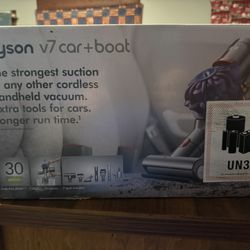 yson v7 car+boat
he strongest suction
any other cordless
andheld vacuum.
xtra tools for cars.
onger run time.¹
30
UN3